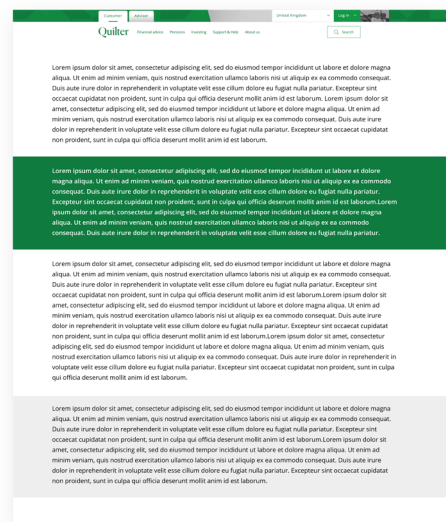 Customer Adviser United Kingdom Log in
Quilter Financial advice Pensions Investing Support & Help About us Search
Lorem ipsum dolor sit amet, consectetur adipiscing elit, sed do eiusmod tempor incididunt ut labore et dolore magna
aliqua. Ut enim ad minim veniam, quis nostrud exercitation ullamco laboris nisi ut aliquip ex ea commodo consequat.
Duis aute irure dolor in reprehenderit in voluptate velit esse cillum dolore eu fugiat nulla pariatur. Excepteur sint
occaecat cupidatat non proident, sunt in culpa qui officia deserunt mollit anim id est laborum. Lorem ipsum dolor sit
amet, consectetur adipiscing elit, sed do eiusmod tempor incididunt ut labore et dolore magna aliqua. Ut enim ad
minim veniam, quis nostrud exercitation ullamco laboris nisi ut aliquip ex ea commodo consequat. Duis aute irure
dolor in reprehenderit in voluptate velit esse cillum dolore eu fugiat nulla pariatur. Excepteur sint occaecat cupidatat
non proident, sunt in culpa qui officia deserunt mollit anim id est laborum.
Lorem ipsum dolor sit amet, consectetur adipiscing elit, sed do eiusmod tempor incididunt ut labore et dolore
magna aliqua. Ut enim ad minim veniam, quis nostrud exercitation ullamco laboris nisi ut aliquip ex ea commodo
consequat. Duis aute irure dolor in reprehenderit in voluptate velit esse cillum dolore eu fugiat nulla pariatur.
Excepteur sint occaecat cupidatat non proident, sunt in culpa qui officia deserunt mollit anim id est laborum.Lorem
ipsum dolor sit amet, consectetur adipiscing elit, sed do eiusmod tempor incididunt ut labore et dolore magna
aliqua. Ut enim ad minim veniam, quis nostrud exercitation ullamco laboris nisi ut aliquip ex ea commodo
consequat. Duis aute irure dolor in reprehenderit in voluptate velit esse cillum dolore eu fugiat nulla pariatur.
Lorem ipsum dolor sit amet, consectetur adipiscing elit, sed do eiusmod tempor incididunt ut labore et dolore magna
aliqua. Ut enim ad minim veniam, quis nostrud exercitation ullamco laboris nisi ut aliquip ex ea commodo consequat.
Duis aute irure dolor in reprehenderit in voluptate velit esse cillum dolore eu fugiat nulla pariatur. Excepteur sint
occaecat cupidatat non proident, sunt in culpa qui officia deserunt mollit anim id est laborum.Lorem ipsum dolor sit
amet, consectetur adipiscing elit, sed do eiusmod tempor incididunt ut labore et dolore magna aliqua. Ut enim ad
minim veniam, quis nostrud exercitation ullamco laboris nisi ut aliquip ex ea commodo consequat. Duis aute irure
dolor in reprehenderit in voluptate velit esse cillum dolore eu fugiat nulla pariatur. Excepteur sint occaecat cupidatat
non proident, sunt in culpa qui officia deserunt mollit anim id est laborum.Lorem ipsum dolor sit amet, consectetur
adipiscing elit, sed do eiusmod tempor incididunt ut labore et dolore magna aliqua. Ut enim ad minim veniam, quis
nostrud exercitation ullamco laboris nisi ut aliquip ex ea commodo consequat. Duis aute irure dolor in reprehenderit in
voluptate velit esse cillum dolore eu fugiat nulla pariatur. Excepteur sint occaecat cupidatat non proident, sunt in culpa
qui officia deserunt mollit anim id est laborum.
Lorem ipsum dolor sit amet, consectetur adipiscing elit, sed do eiusmod tempor incididunt ut labore et dolore magna
aliqua. Ut enim ad minim veniam, quis nostrud exercitation ullamco laboris nisi ut aliquip ex ea commodo consequat.
Duis aute irure dolor in reprehenderit in voluptate velit esse cillum dolore eu fugiat nulla pariatur. Excepteur sint
occaecat cupidatat non proident, sunt in culpa qui officia deserunt mollit anim id est laborum.Lorem ipsum dolor sit
amet, consectetur adipiscing elit, sed do eiusmod tempor incididunt ut labore et dolore magna aliqua. Ut enim ad
minim veniam, quis nostrud exercitation ullamco laboris nisi ut aliquip ex ea commodo consequat. Duis aute irure
dolor in reprehenderit in voluptate velit esse cillum dolore eu fugiat nulla pariatur. Excepteur sint occaecat cupidatat
non proident, sunt in culpa qui officia deserunt mollit anim id est laborum.